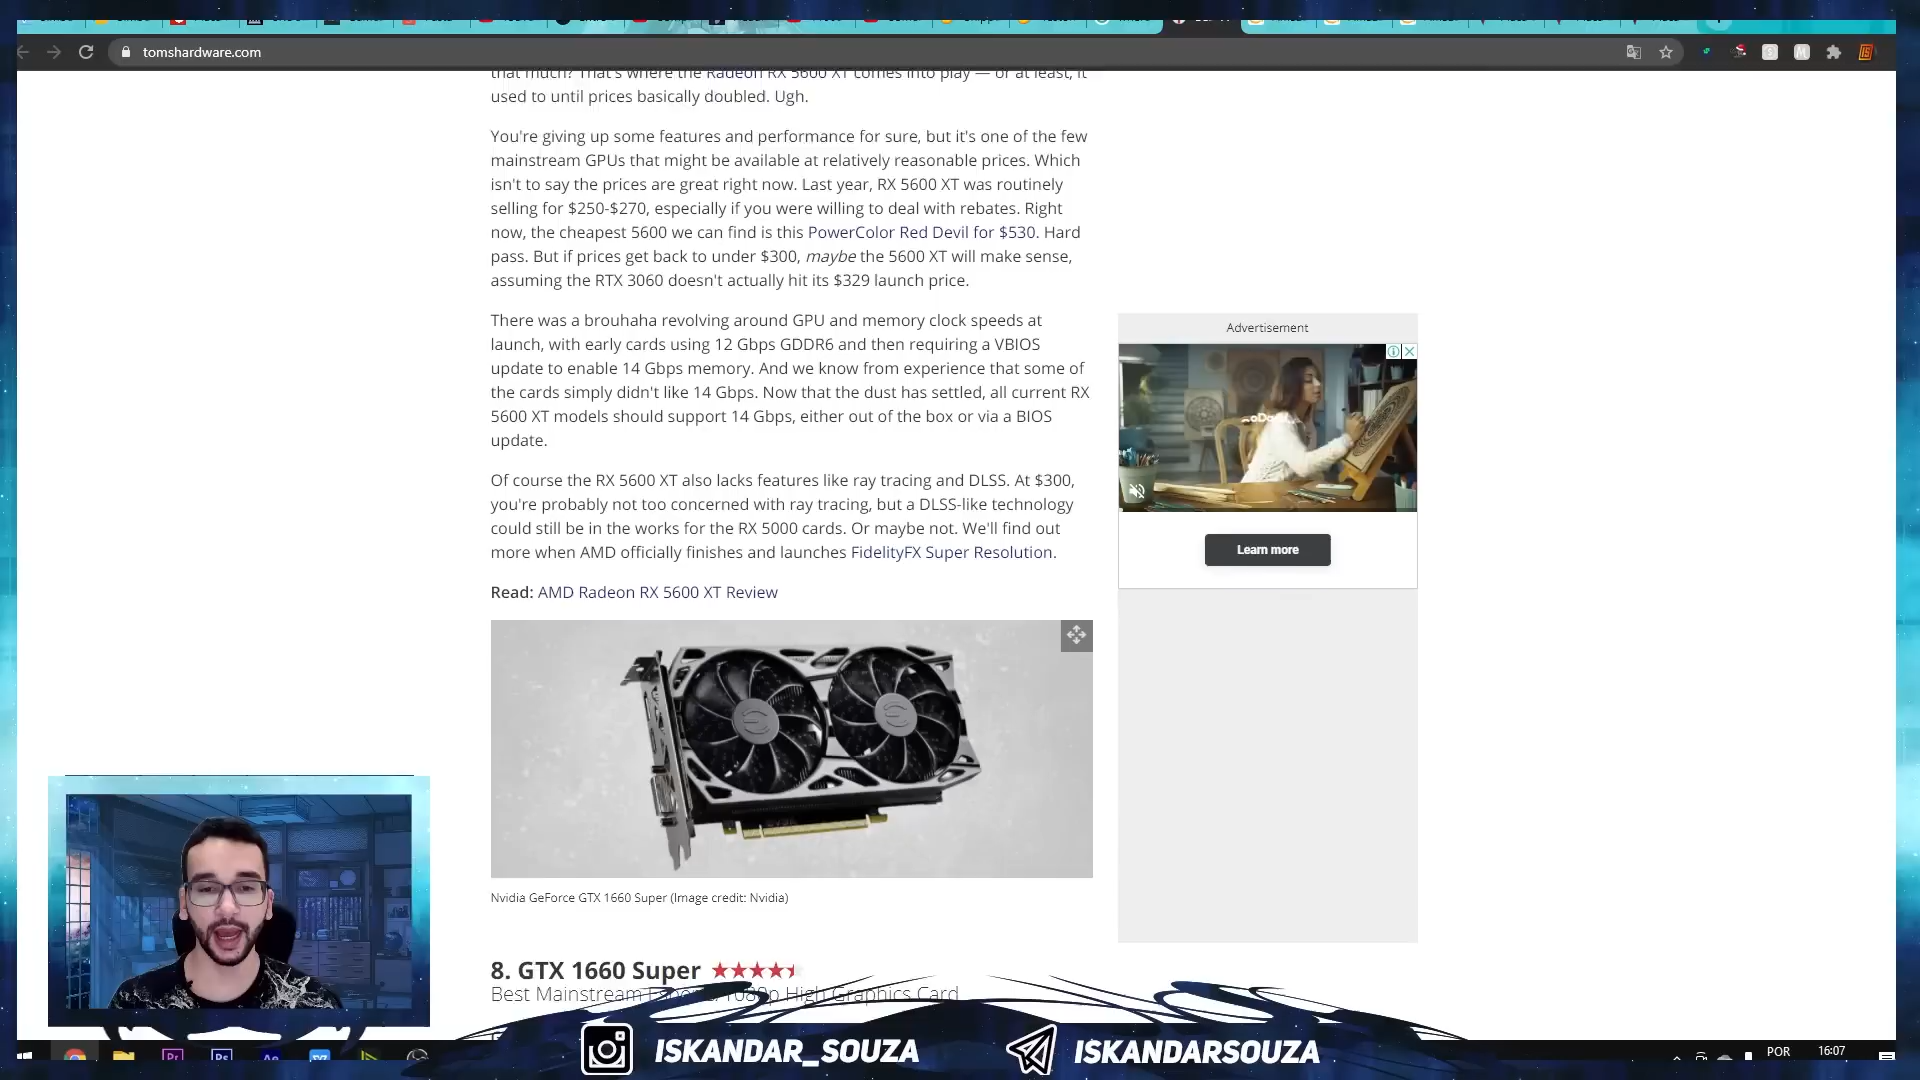 tomshardware.com
that much? That's where the Radeon RX 5600 XT comes into play — or at least, it
used to until prices basically doubled. Ugh.
You're giving up some features and performance for sure, but it's one of the few
mainstream GPUs that might be available at relatively reasonable prices. Which
isn't to say the prices are great right now. Last year, RX 5600 XT was routinely
selling for $250-$270, especially if you were willing to deal with rebates. Right
now, the cheapest 5600 we can find is this PowerColor Red Devil for $530. Hard
pass. But if prices get back to under $300, maybe the 5600 XT will make sense,
assuming the RTX 3060 doesn't actually hit its $329 launch price.
There was a brouhaha revolving around GPU and memory clock speeds at
launch, with early cards using 12 Gbps GDDR6 and then requiring a VBIOS
update to enable 14 Gbps memory. And we know from experience that some of
the cards simply didn't like 14 Gbps. Now that the dust has settled, all current RX
5600 XT models should support 14 Gbps, either out of the box or via a BIOS
update.
Of course the RX 5600 XT also lacks features like ray tracing and DLSS. At $300,
you're probably not too concerned with ray tracing, but a DLSS-like technology
could still be in the works for the RX 5000 cards. Or maybe not. We'll find out
more when AMD officially finishes and launches FidelityFX Super Resolution.
Read: AMD Radeon RX 5600 XT Review
Advertisement
Learn more
Nvidia GeForce GTX 1660 Super (Image credit: Nvidia)
8. GTX 1660 Super
Best Mainstream 1080p High Graphics Card
ISKANDAR_SOUZA
ISKANDARSOUZA
Pr
Ps
Ae
POR
16:07